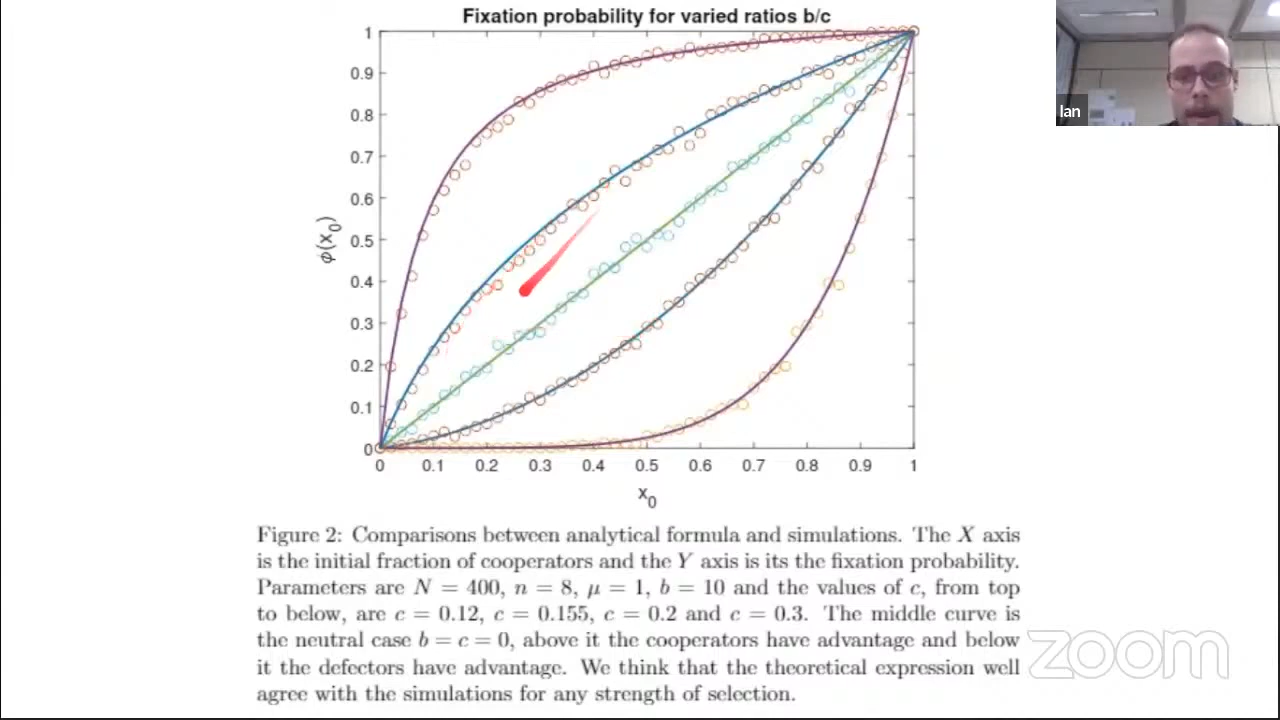 Fixation probability for varied ratios b/c
Ian
1
0.9
0.8
0.7
0.6
0.5
0.4
0.3
0.2
0.1
0
ϕ(x₀)
0 0.1 0.2 0.3 0.4 0.5 0.6 0.7 0.8 0.9 1
x₀
Figure 2: Comparisons between analytical formula and simulations. The X axis
is the initial fraction of cooperators and the Y axis is its the fixation probability.
Parameters are N = 400, n = 8, μ = 1, b = 10 and the values of c, from top
to below, are c = 0.12, c = 0.155, c = 0.2 and c = 0.3. The middle curve is
the neutral case b = c = 0, above it the cooperators have advantage and below
it the defectors have advantage. We think that the theoretical expression well
agree with the simulations for any strength of selection.
zoom